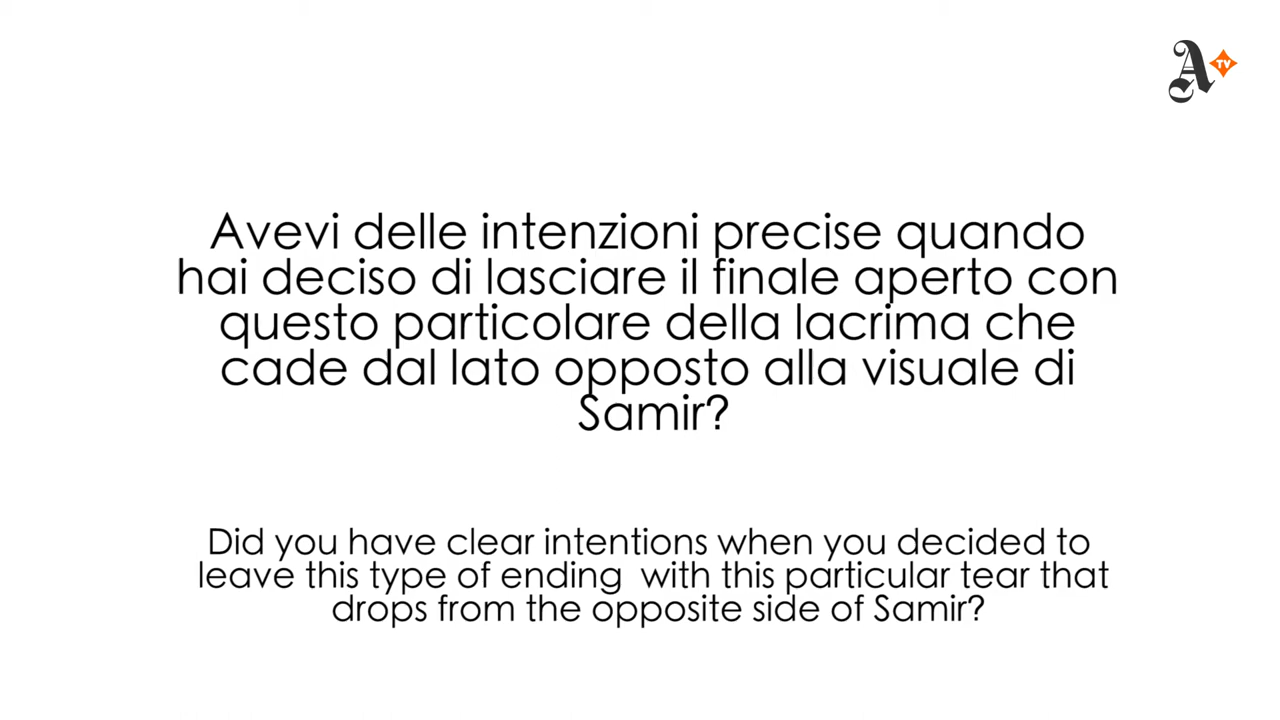 A TV
Avevi delle intenzioni precise quando
hai deciso di lasciare il finale aperto con
questo particolare della lacrima che
cade dal lato opposto alla visuale di
Samir?
Did you have clear intentions when you decided to
leave this type of ending  with this particular tear that
drops from the opposite side of Samir?